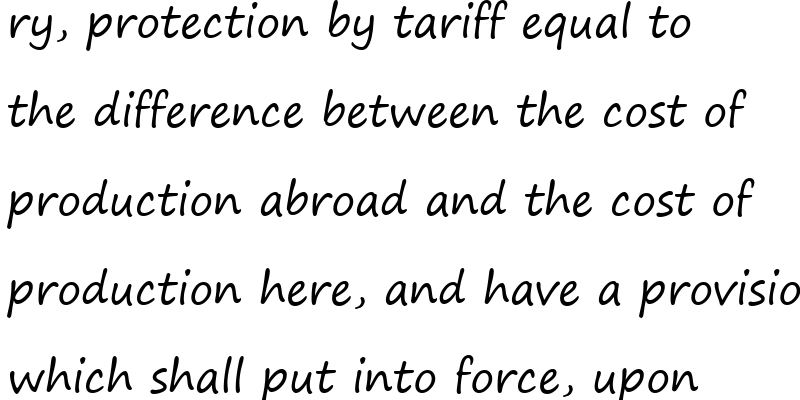 ry, protection by tariff equal to
the difference between the cost of
production abroad and the cost of
production here, and have a provisio
which shall put into force, upon